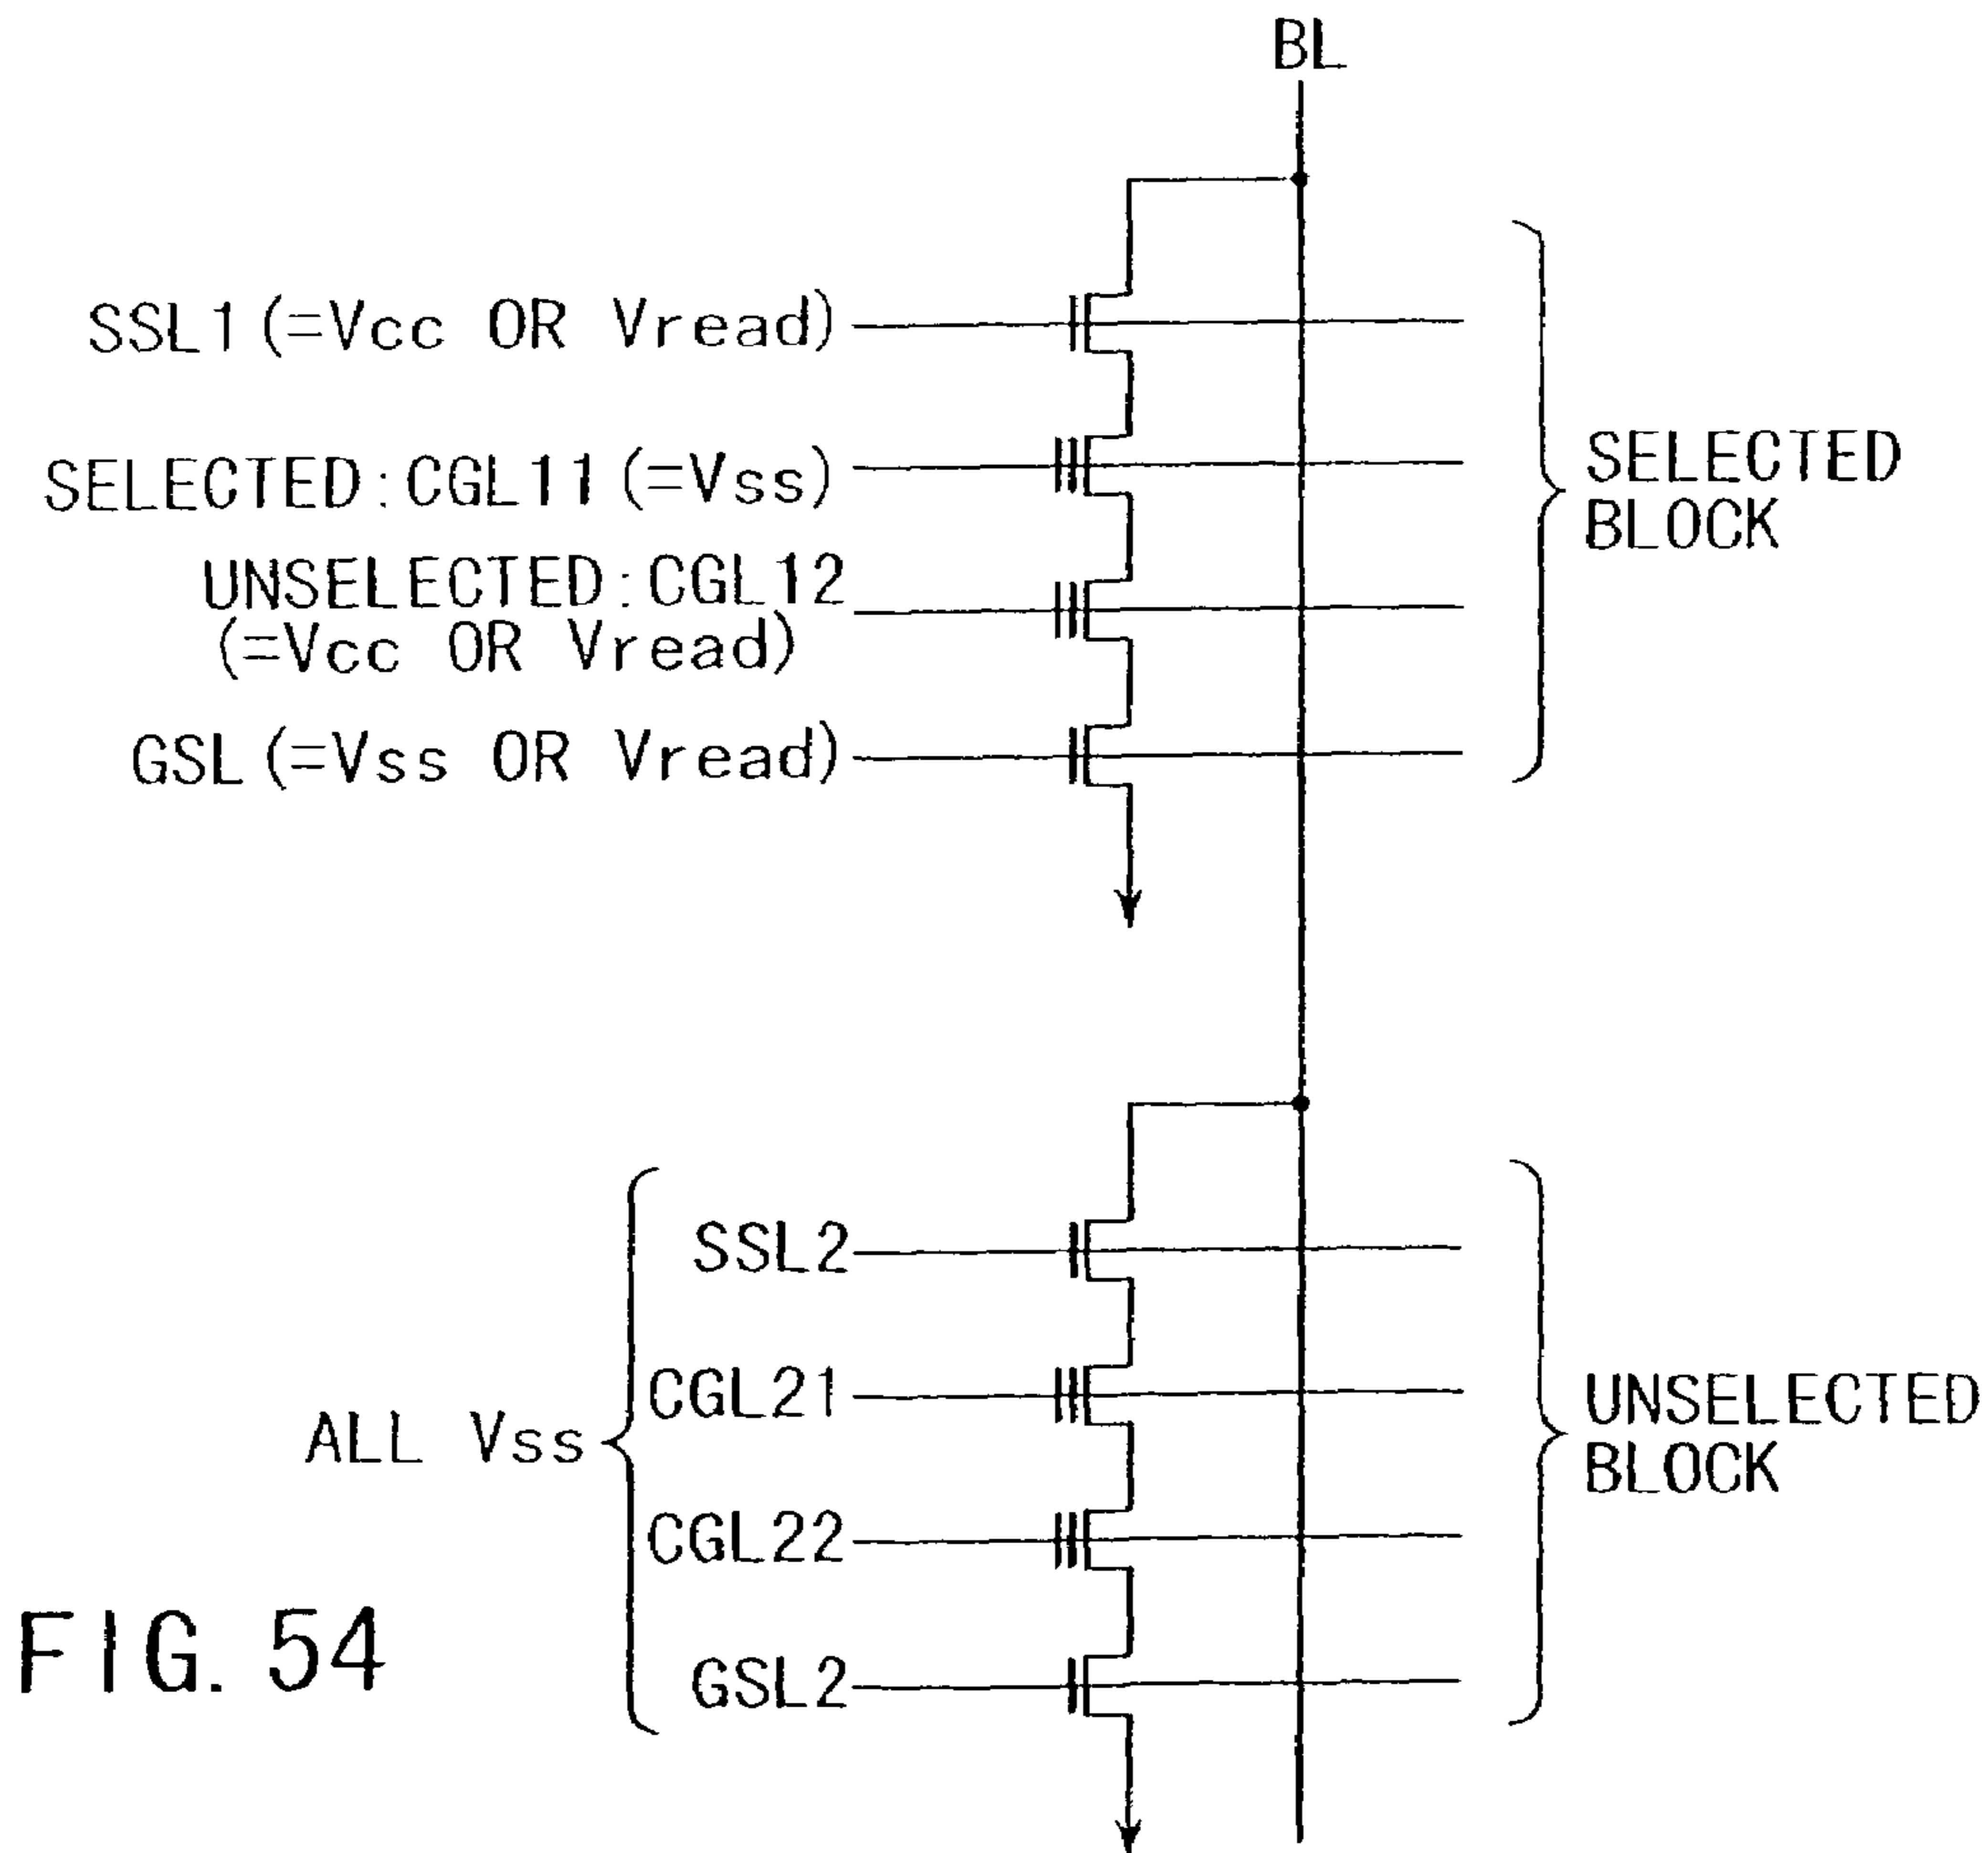 BL
SSL1(=Vcc OR Vread)
SELECTED:CGL11(=Vss)
UNSELECTED:CGL12
(=Vcc OR Vread)
GSL(=Vss OR Vread)
SELECTED
BLOCK
SSL2
CGL21
ALL Vss
CGL22
GSL2
UNSELECTED
BLOCK
FIG. 54